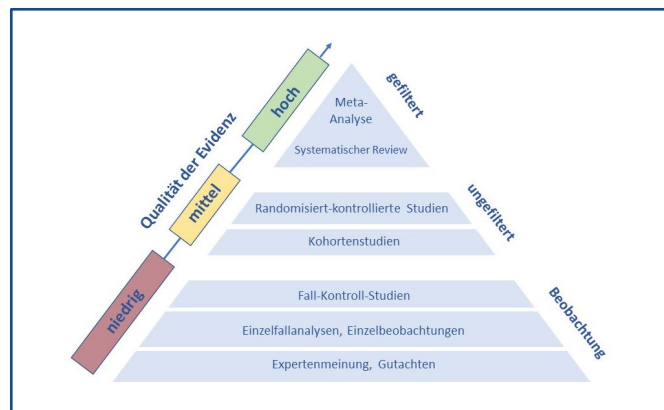 Qualität der Evidenz
hoch
mittel
niedrig
Meta-
Analyse
Systematischer Review
gefiltert
Randomisiert-kontrollierte Studien
Kohortenstudien
ungefiltert
Fall-Kontroll-Studien
Einzelfallanalysen, Einzelbeobachtungen
Expertenmeinung, Gutachten
Beobachtung